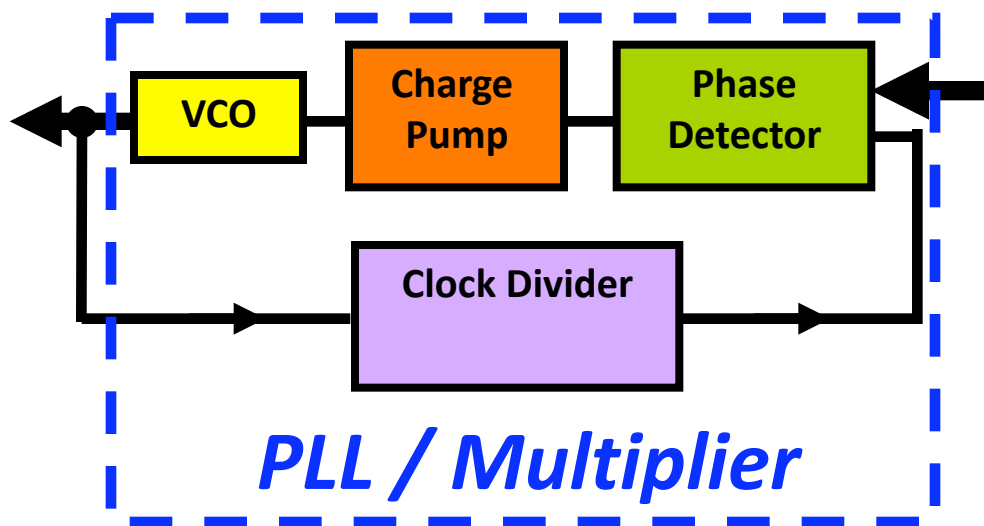 VCO
Charge
Pump
Phase
Detector
Clock Divider
PLL / Multiplier